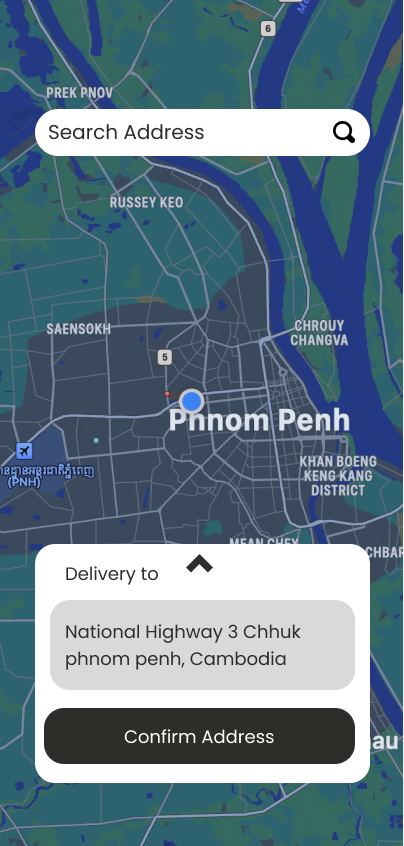 6
PREK PNOV
Search Address
RUSSEY KEO
SAENSOKH
CHROUY
CHANGVA
5
Phnom Penh
KHAN BOENG
KENG KANG
DISTRICT
(PNH)
MEAN CHEY
CHBAR
Delivery to
National Highway 3 Chhuk
phnom penh, Cambodia
Confirm Address
au